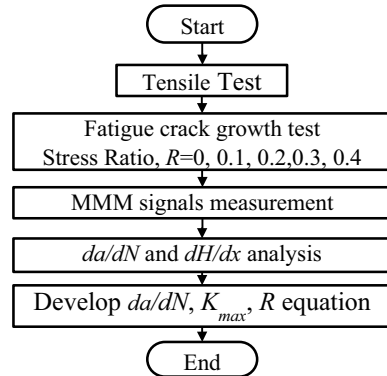 Start
Tensile Test
Fatigue crack growth test
Stress Ratio, R=0, 0.1, 0.2,0.3, 0.4
MMM signals measurement
da/dN and dH/dx analysis
Develop da/dN, Kmax, R equation
End